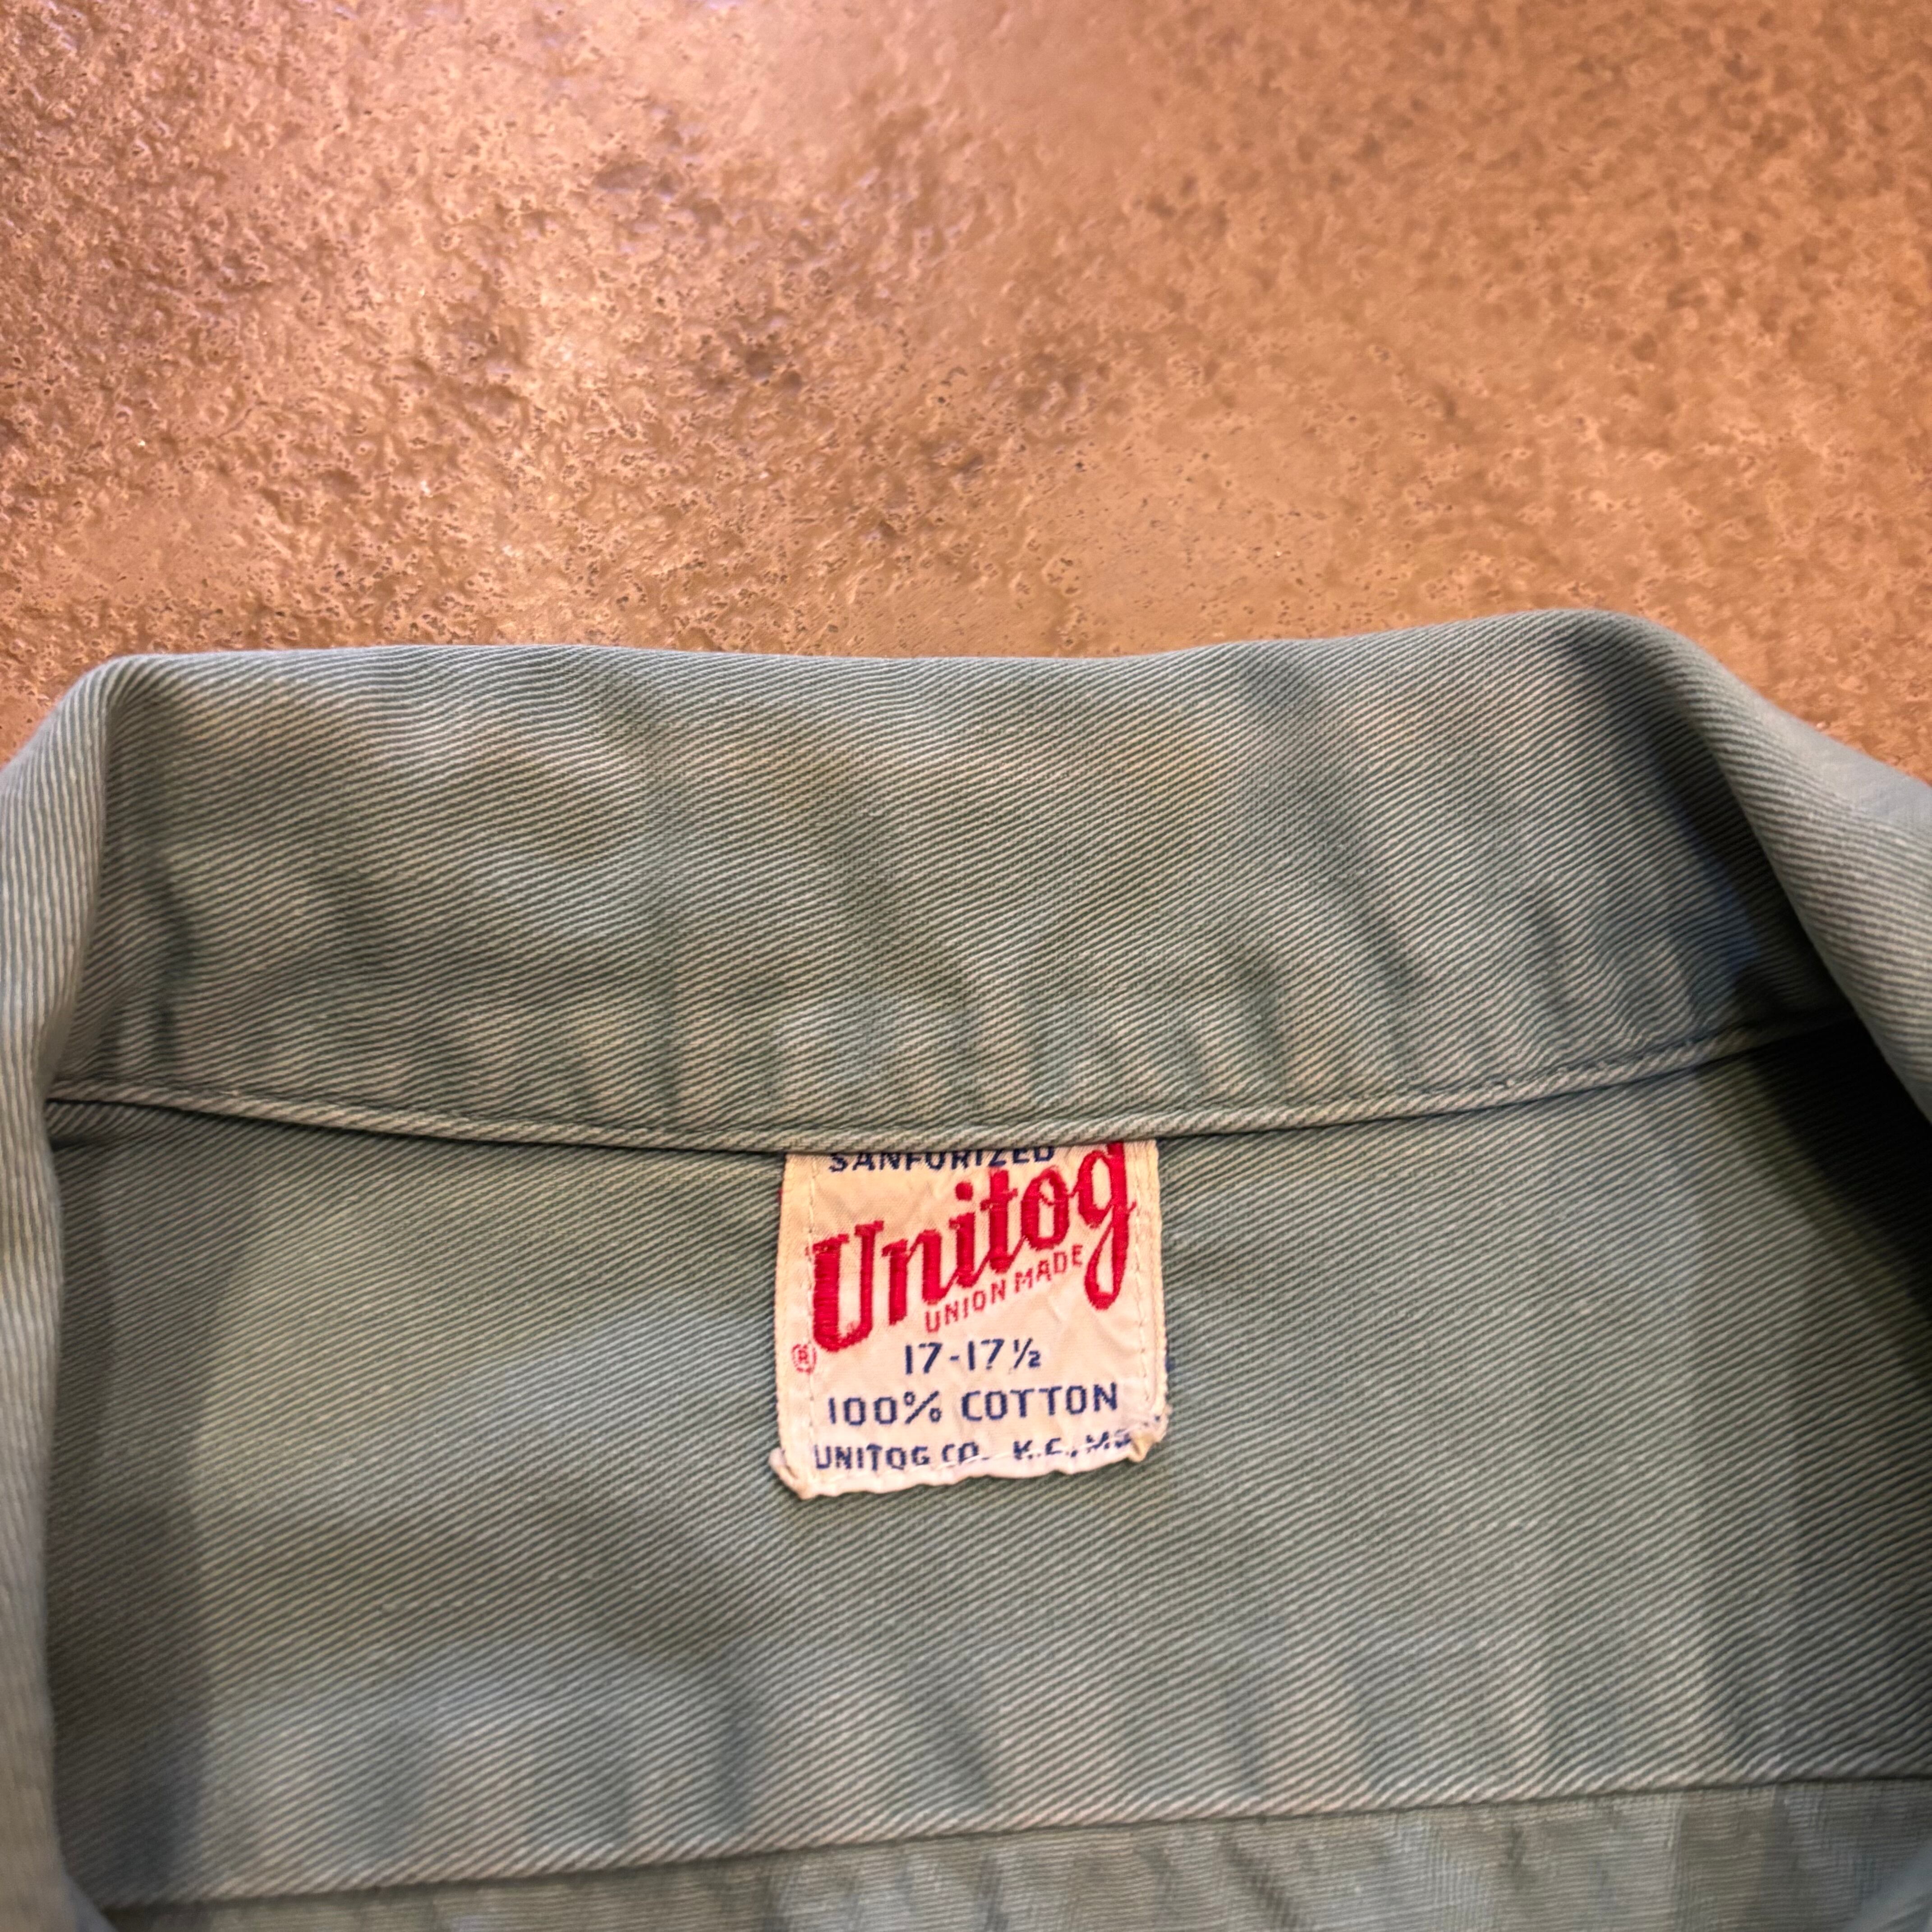 SANFORIZED
Unitog
UNION MADE
®
17-17½
100% COTTON
UNITOG CO. K.C., MO.